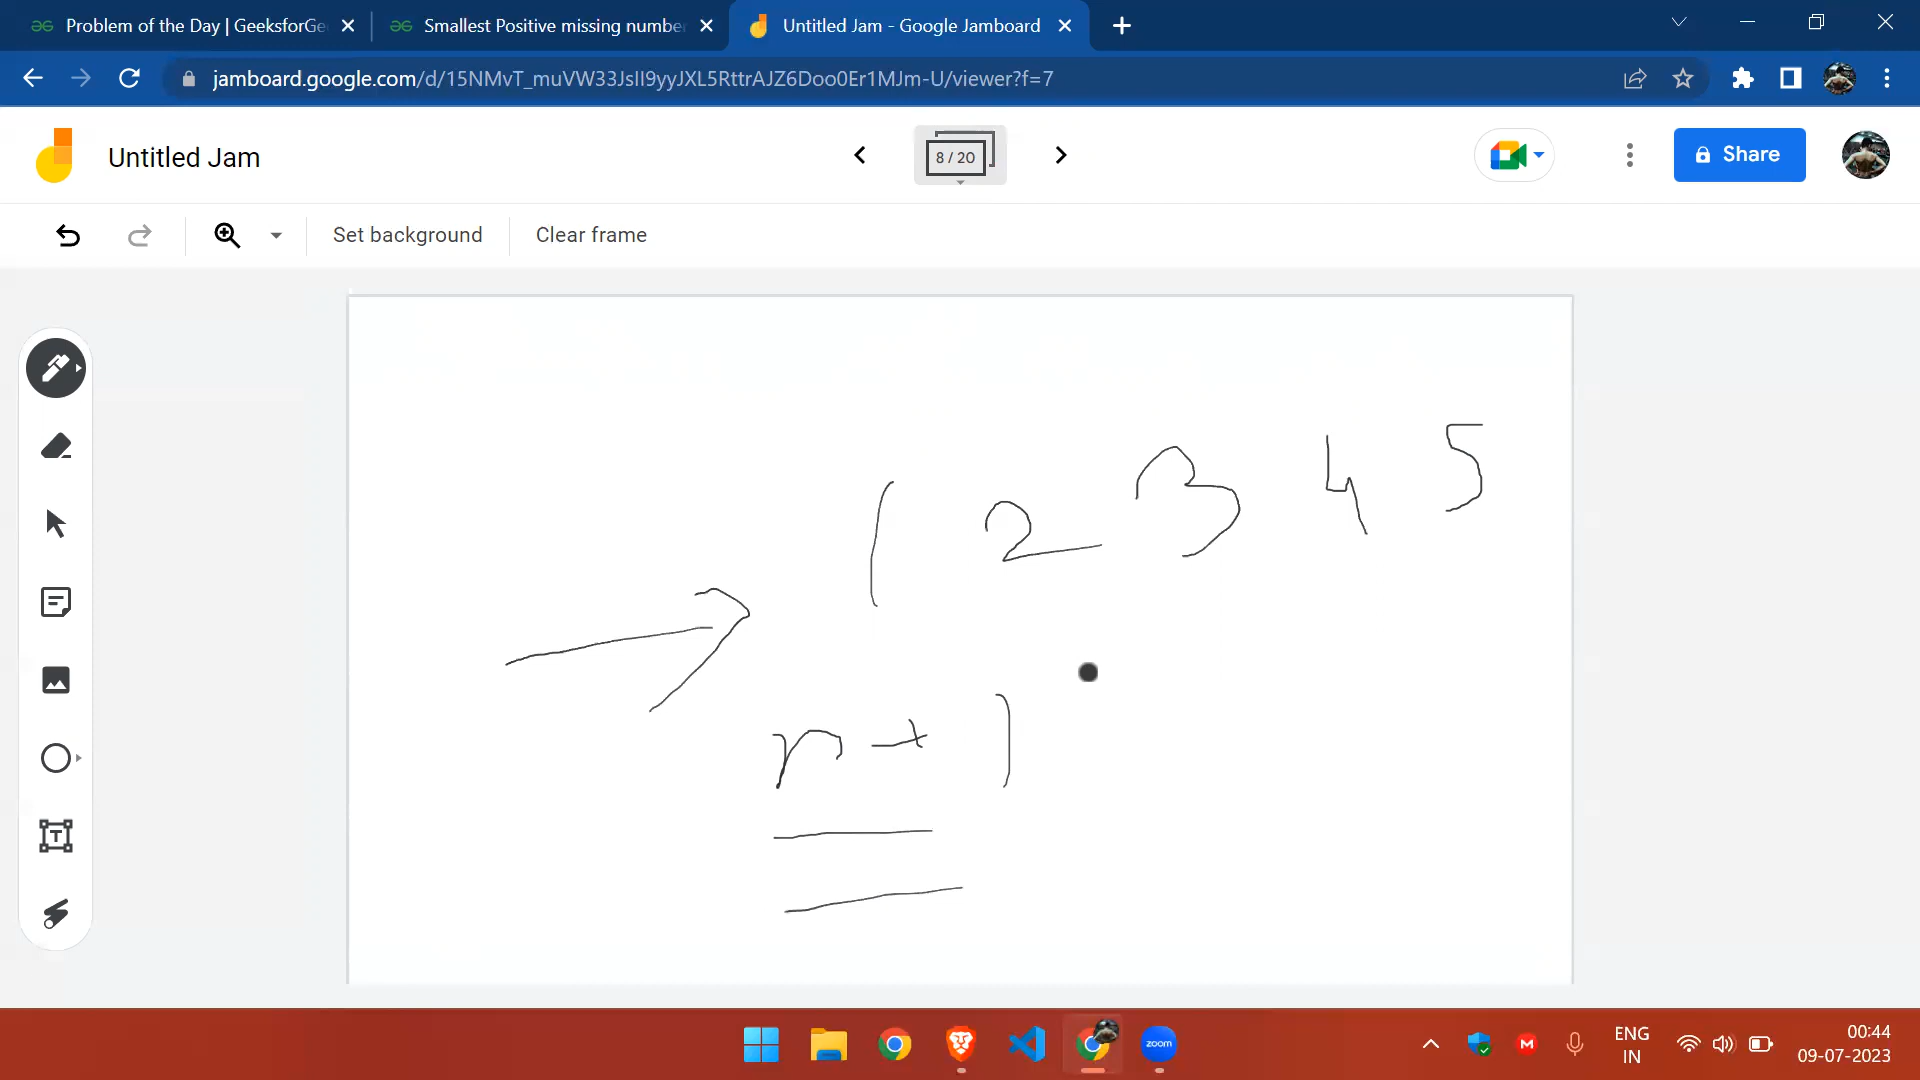 Problem of the Day | GeeksforGe
Smallest Positive missing numbe
Untitled Jam - Google Jamboard
jamboard.google.com/d/15NMvT_muVW33JsII9yyJXL5RttrAJZ6Doo0Er1MJm-U/viewer?f=7
Untitled Jam
8 / 20
Share
Set background
Clear frame
1 2 3 4 5
n + 1
T
zoom
M
ENG
IN
00:44
09-07-2023